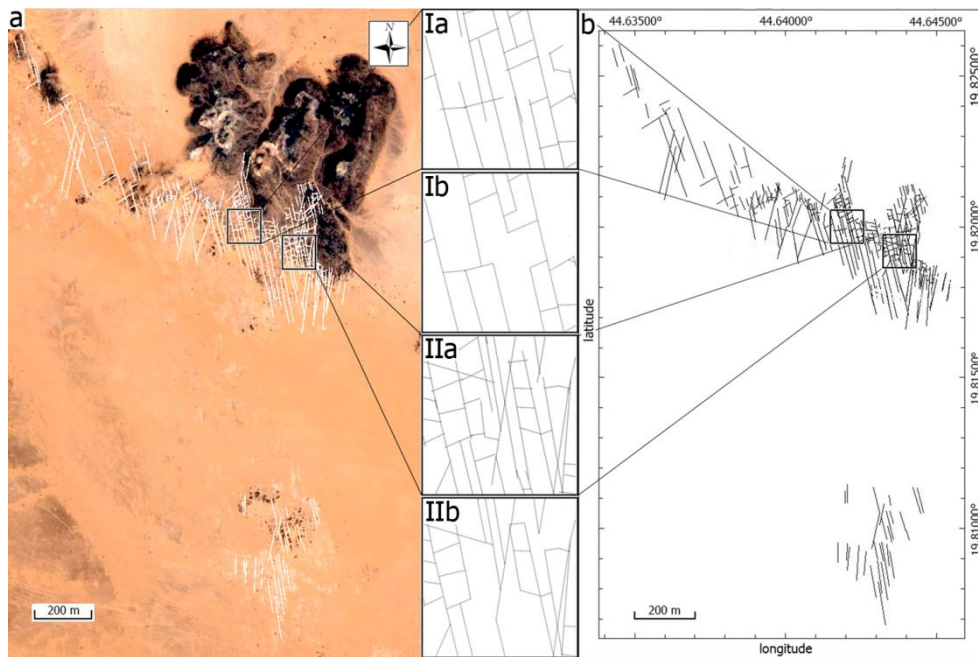 a
N
Ia
b
44.63500° 44.64000° 44.64500°
19.82500°
Ib
19.82000°
latitude
IIa
19.81500°
IIb
19.81000°
200 m
200 m
longitude